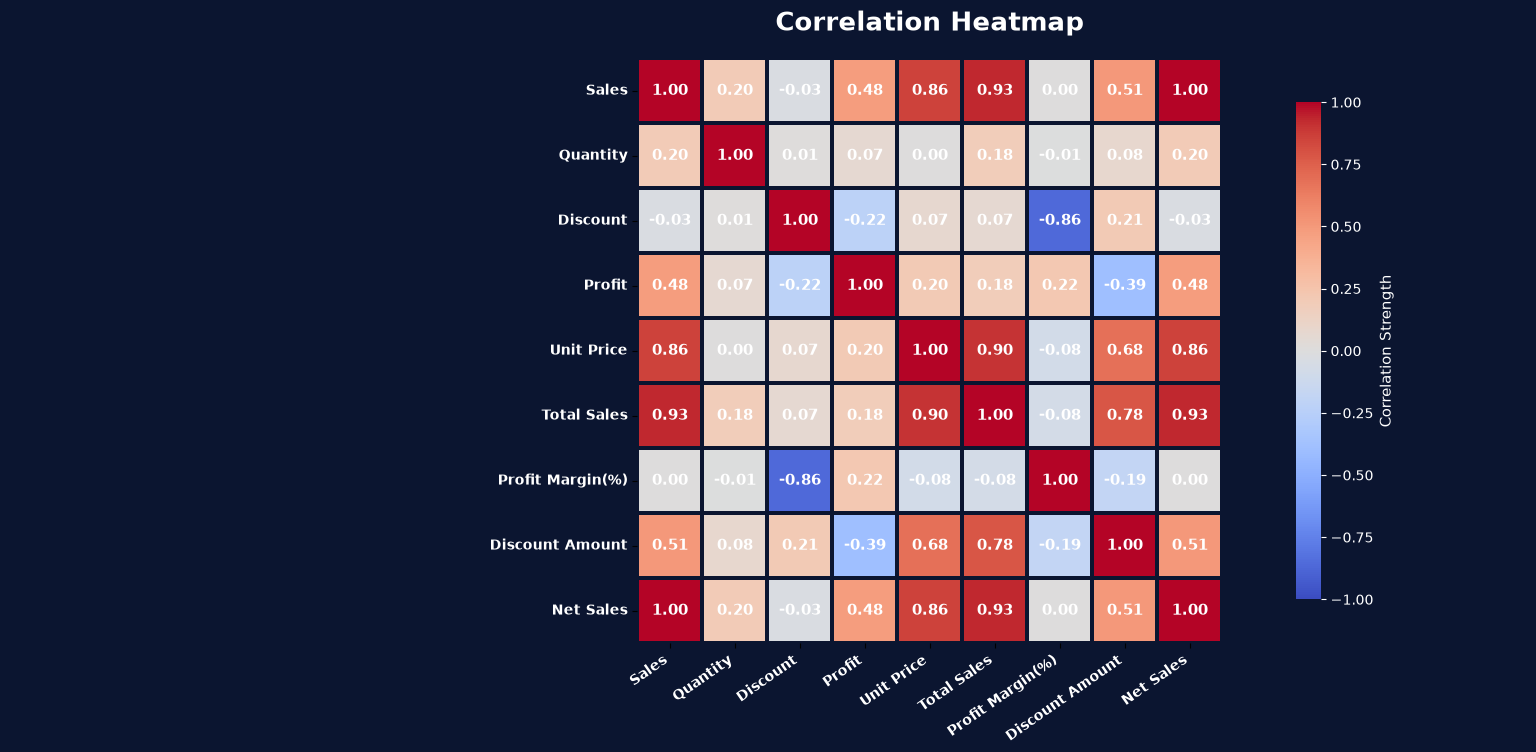 Correlation Heatmap
Sales 1.00 0.20 -0.03 0.48 0.86 0.93 0.00 0.51 1.00
Quantity 0.20 1.00 0.01 0.07 0.00 0.18 -0.01 0.08 0.20
Discount -0.03 0.01 1.00 -0.22 0.07 0.07 -0.86 0.21 -0.03
Profit 0.48 0.07 -0.22 1.00 0.20 0.18 0.22 -0.39 0.48
Unit Price 0.86 0.00 0.07 0.20 1.00 0.90 -0.08 0.68 0.86
Total Sales 0.93 0.18 0.07 0.18 0.90 1.00 -0.08 0.78 0.93
Profit Margin(%) 0.00 -0.01 -0.86 0.22 -0.08 -0.08 1.00 -0.19 0.00
Discount Amount 0.51 0.08 0.21 -0.39 0.68 0.78 -0.19 1.00 0.51
Net Sales 1.00 0.20 -0.03 0.48 0.86 0.93 0.00 0.51 1.00
Sales
Quantity
Discount
Profit
Unit Price
Total Sales
Profit Margin(%)
Discount Amount
Net Sales
1.00
0.75
0.50
0.25
0.00
−0.25
−0.50
−0.75
−1.00
Correlation Strength